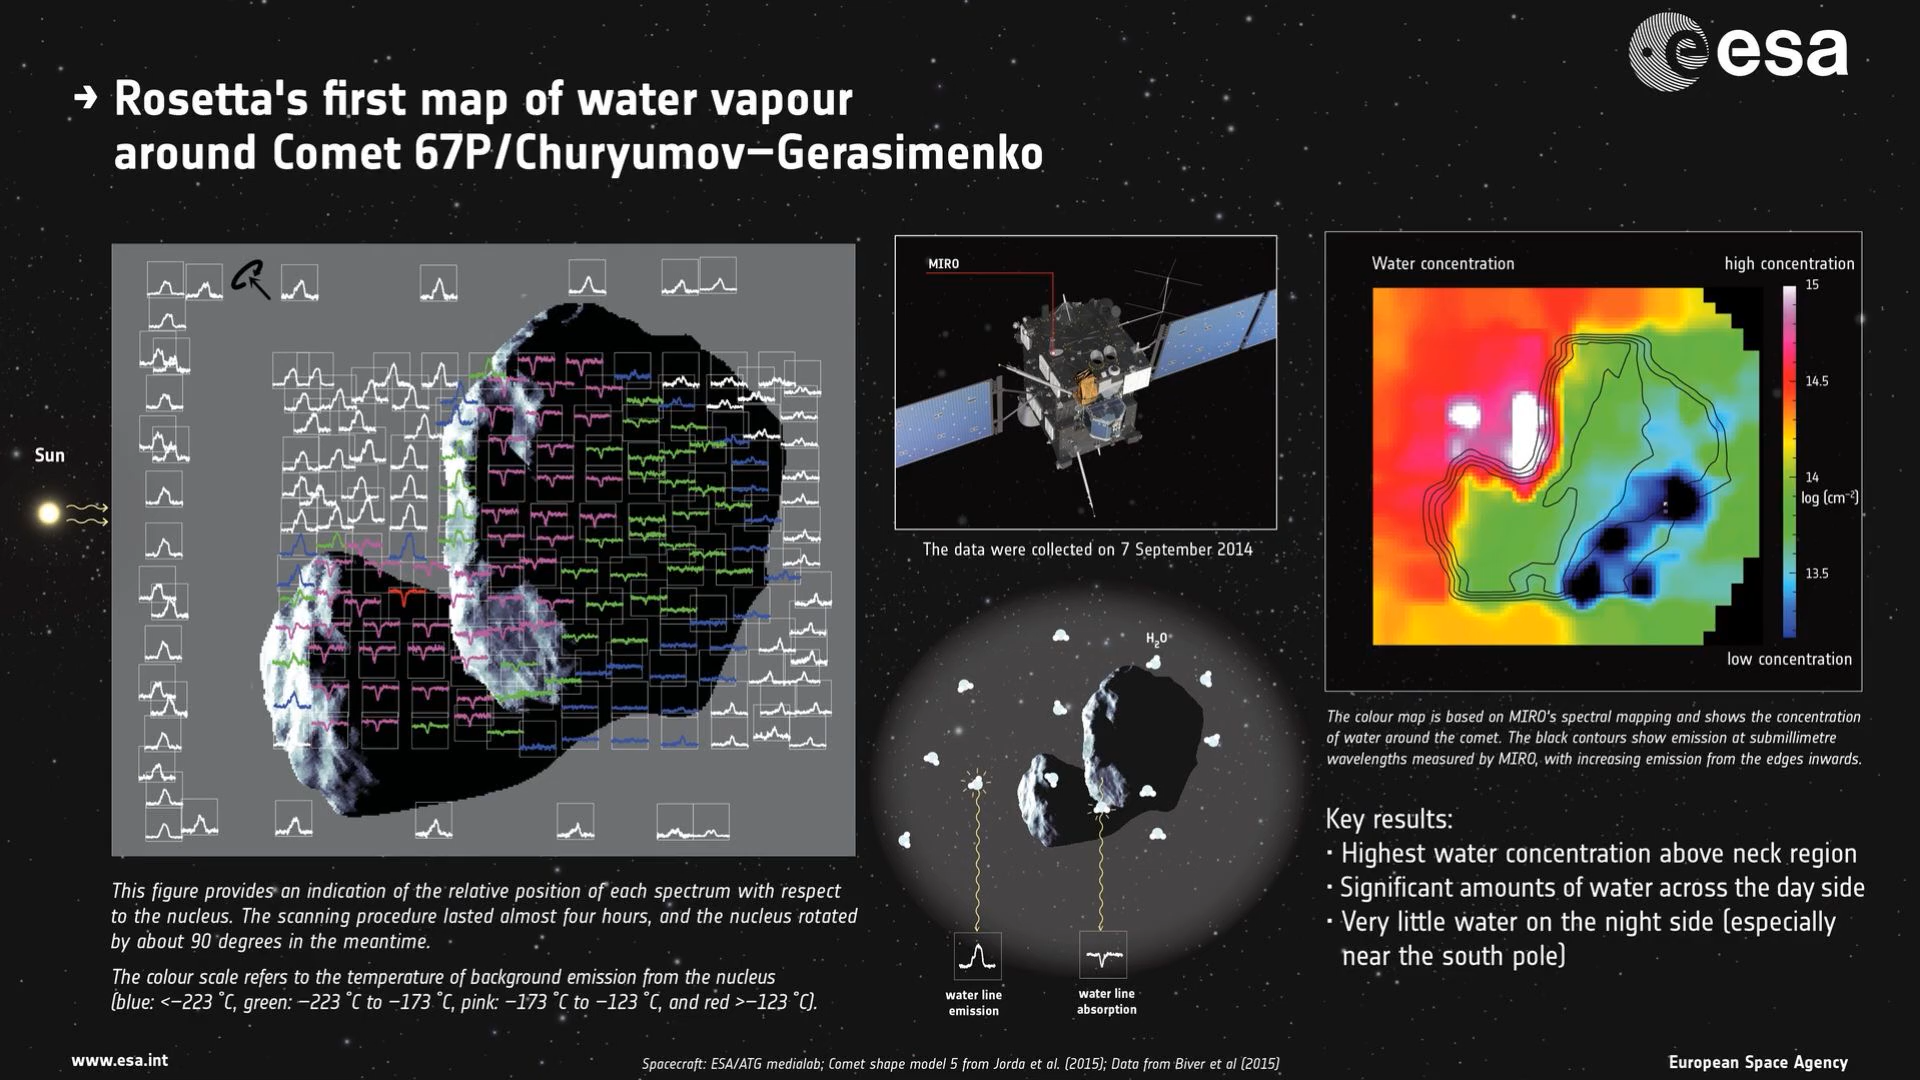 esa
→ Rosetta's first map of water vapour
around Comet 67P/Churyumov–Gerasimenko
Sun
This figure provides an indication of the relative position of each spectrum with respect
to the nucleus. The scanning procedure lasted almost four hours, and the nucleus rotated
by about 90 degrees in the meantime.
The colour scale refers to the temperature of background emission from the nucleus
(blue: <−223 ˚C, green: −223 ˚C to −173 ˚C, pink: −173 ˚C to −123 ˚C, and red >−123 ˚C).
MIRO
The data were collected on 7 September 2014
H₂O
water line
emission
water line
absorption
Water concentration
high concentration
15
14.5
14
log (cm⁻²)
13.5
low concentration
The colour map is based on MIRO's spectral mapping and shows the concentration
of water around the comet. The black contours show emission at submillimetre
wavelengths measured by MIRO, with increasing emission from the edges inwards.
Key results:
· Highest water concentration above neck region
· Significant amounts of water across the day side
· Very little water on the night side (especially
near the south pole)
www.esa.int
Spacecraft: ESA/ATG medialab; Comet shape model 5 from Jorda et al. (2015); Data from Biver et al (2015)
European Space Agency